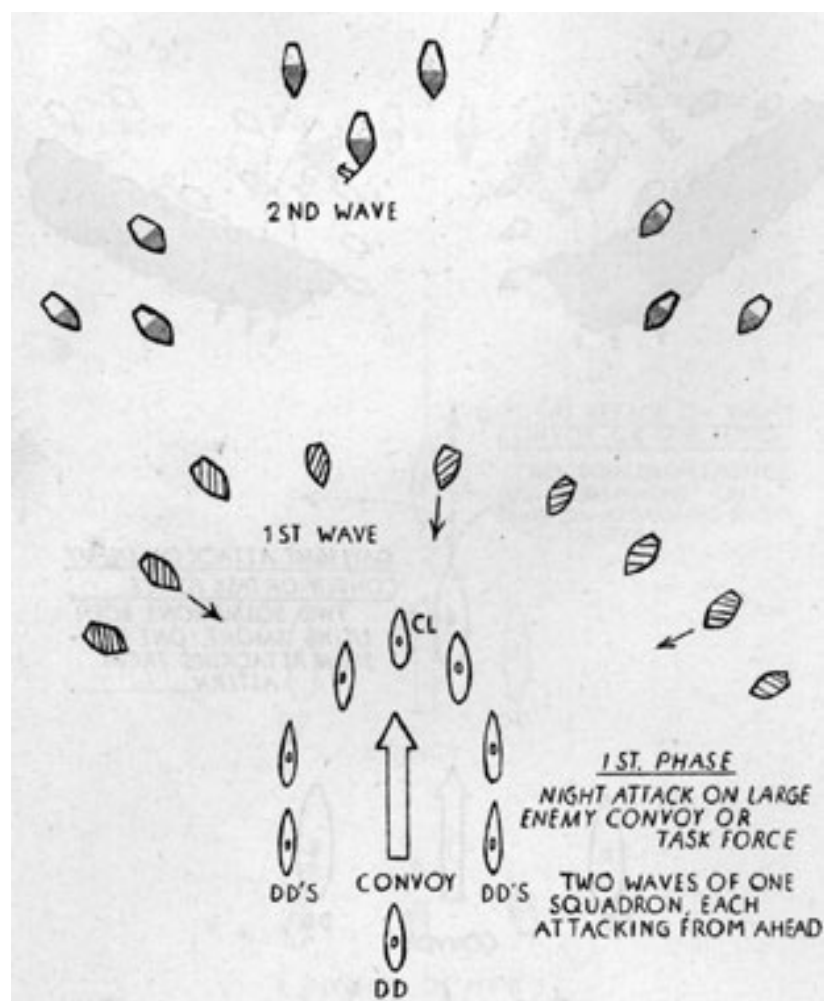 2ND WAVE
1ST WAVE
CL
1ST. PHASE
NIGHT ATTACK ON LARGE
ENEMY CONVOY OR
TASK FORCE
DD'S
CONVOY
DD'S
TWO WAVES OF ONE
SQUADRON, EACH
ATTACKING FROM AHEAD
DD